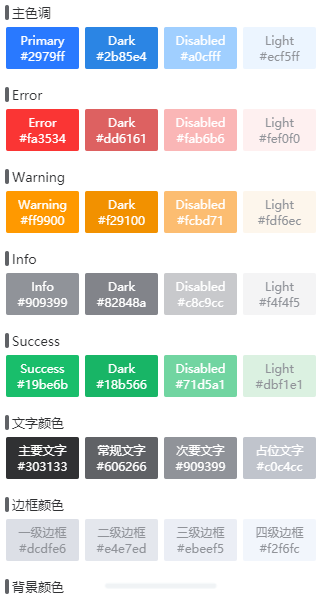 主色调
Primary Dark Disabled Light
#2979ff #2b85e4 #a0cfff #ecf5ff
Error
Error Dark Disabled Light
#fa3534 #dd6161 #fab6b6 #fef0f0
Warning
Warning Dark Disabled Light
#ff9900 #f29100 #fcbd71 #fdf6ec
Info
Info Dark Disabled Light
#909399 #82848a #c8c9cc #f4f4f5
Success
Success Dark Disabled Light
#19be6b #18b566 #71d5a1 #dbf1e1
文字颜色
主要文字 常规文字 次要文字 占位文字
#303133 #606266 #909399 #c0c4cc
边框颜色
一级边框 二级边框 三级边框 四级边框
#dcdfe6 #e4e7ed #ebeef5 #f2f6fc
背景颜色